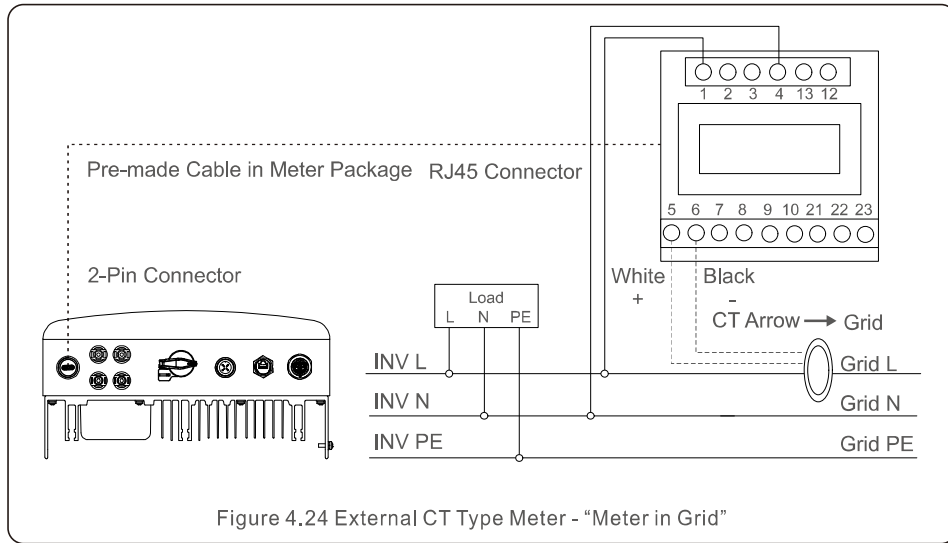 1 2 3 4 13 12
Pre-made Cable in Meter Package RJ45 Connector
5 6 7 8 9 10 21 22 23
2-Pin Connector
White Black
+ -
CT Arrow → Grid
Load
L N PE
INV L Grid L
INV N Grid N
INV PE Grid PE
Figure 4.24 External CT Type Meter - “Meter in Grid”